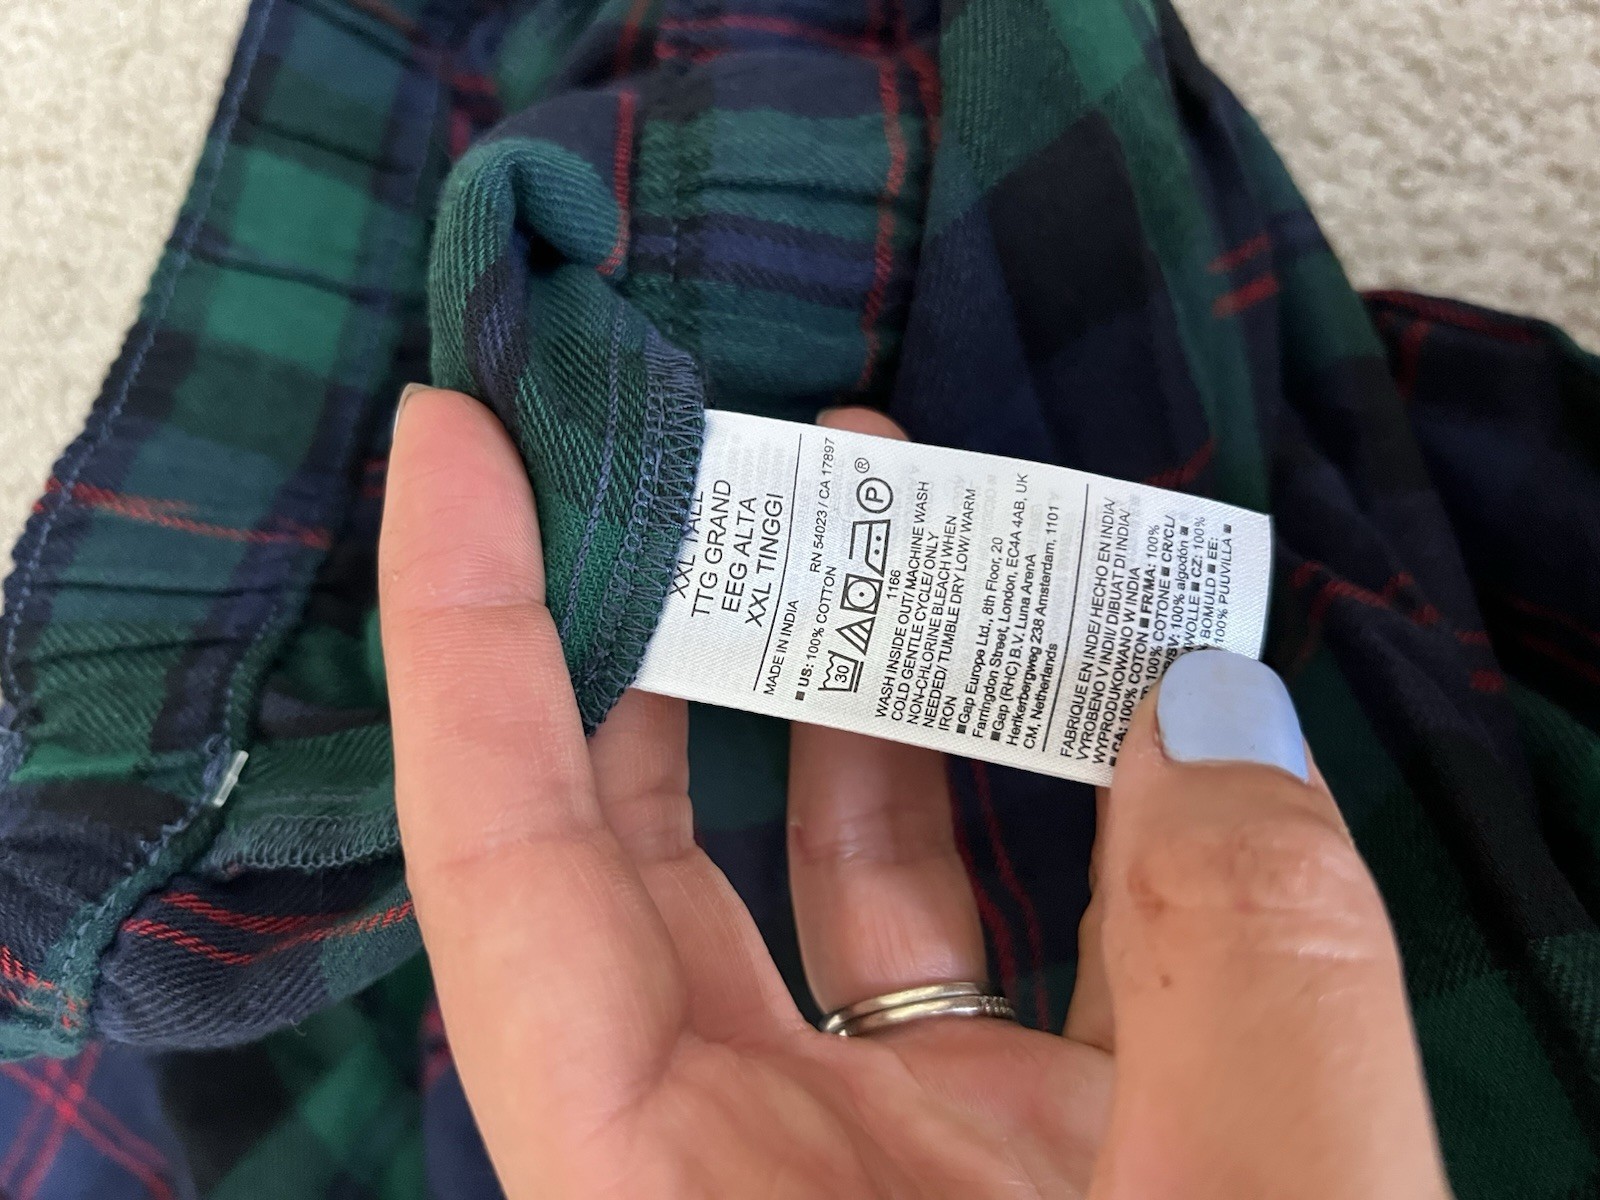 XXL TALL
TTG GRAND
EEG ALTA
XXL TINGGI
MADE IN INDIA RN 54023 / CA 17897
■ US: 100% COTTON
30 P ®
1166
WASH INSIDE OUT/ MACHINE WASH
COLD GENTLE CYCLE/ ONLY
NON-CHLORINE BLEACH WHEN
NEEDED/ TUMBLE DRY LOW/ WARM
IRON
■Gap Europe Ltd., 6th Floor, 20
Farringdon Street, London, EC4A 4AB, UK
■Gap (RHC) B.V. Luna ArenA
Herikerbergweg 238 Amsterdam, 1101
CM, Netherlands
FABRIQUE EN INDE/ HECHO EN INDIA/
VYROBENO V INDII/ DIBUAT DI INDIA/
WYPRODUKOWANO W INDIA
■ CA: 100% COTON ■ FR/MA: 100%
100% COTONE ■ CR/CL/
SV: 100% algodón ■
WOLLE ■ CZ: 100%
BOMULD ■ EE:
100% PUUVILLA ■